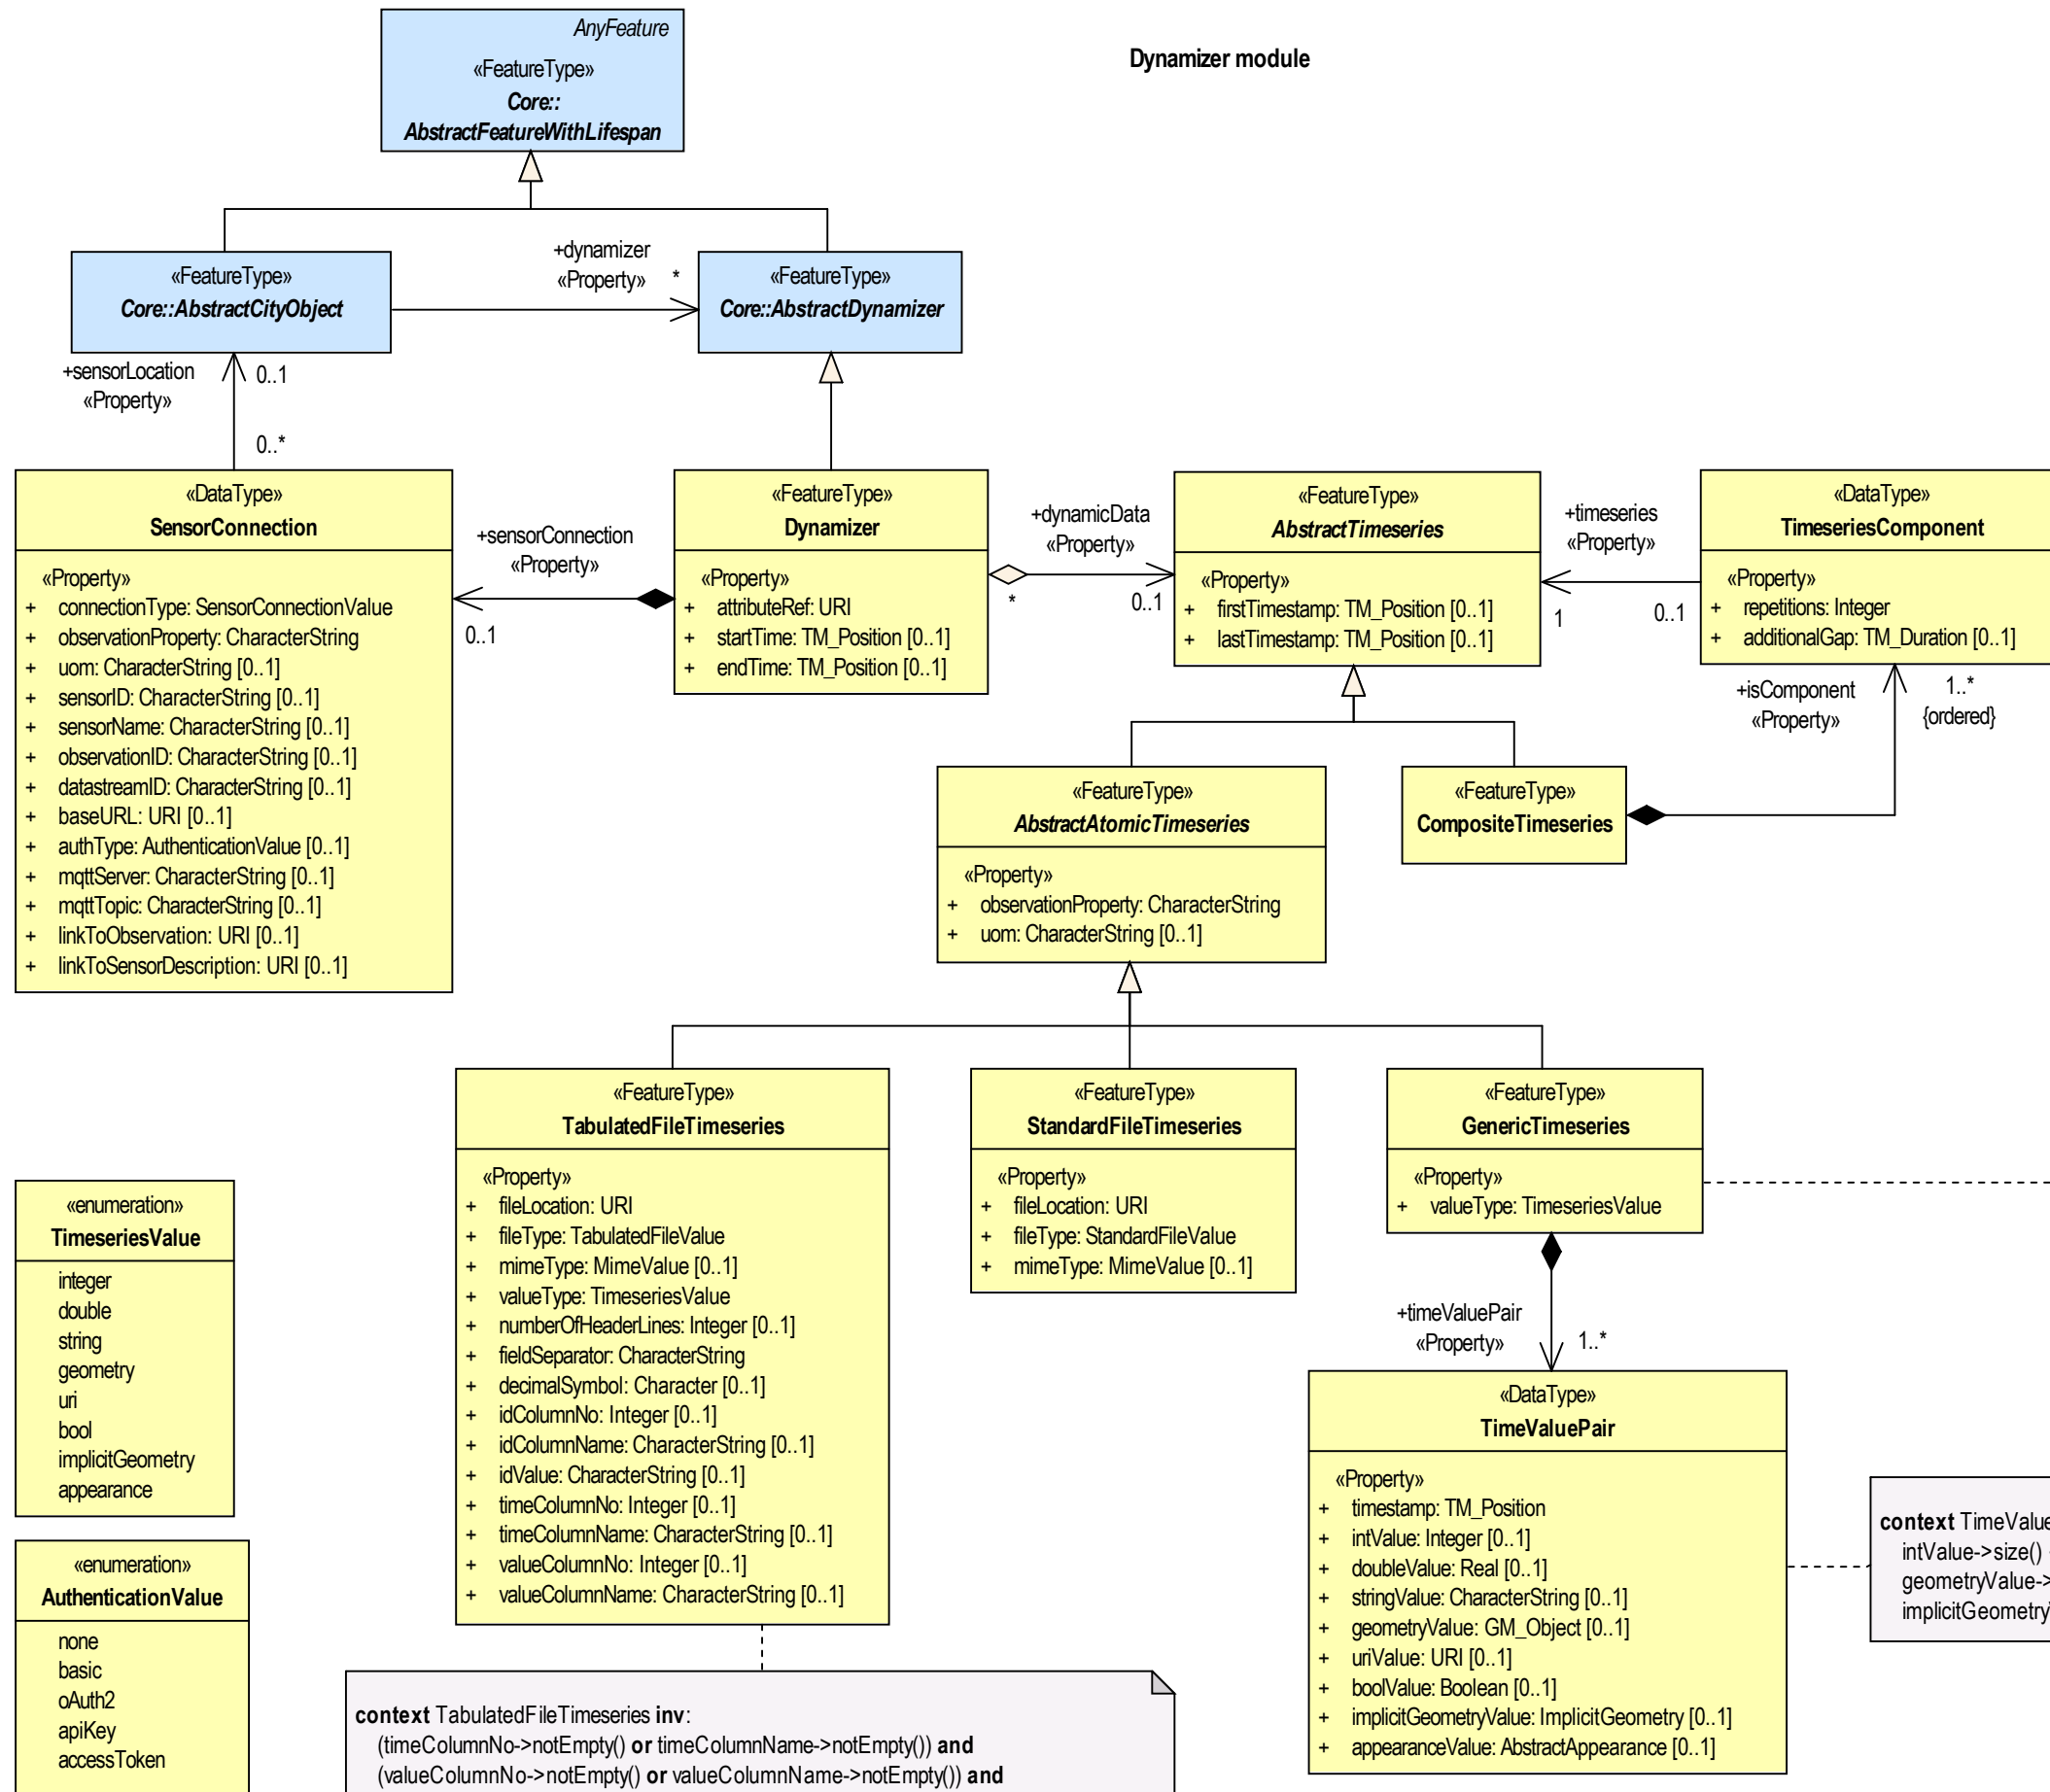 AnyFeature
«FeatureType»
Core::
AbstractFeatureWithLifespan
Dynamizer module
«FeatureType»
Core::AbstractCityObject
+dynamizer
«Property» *
«FeatureType»
Core::AbstractDynamizer
+sensorLocation
«Property»
0..1
0..*
«DataType»
SensorConnection
«Property»
+ connectionType: SensorConnectionValue
+ observationProperty: CharacterString
+ uom: CharacterString [0..1]
+ sensorID: CharacterString [0..1]
+ sensorName: CharacterString [0..1]
+ observationID: CharacterString [0..1]
+ datastreamID: CharacterString [0..1]
+ baseURL: URI [0..1]
+ authType: AuthenticationValue [0..1]
+ mqttServer: CharacterString [0..1]
+ mqttTopic: CharacterString [0..1]
+ linkToObservation: URI [0..1]
+ linkToSensorDescription: URI [0..1]
+sensorConnection
«Property»
0..1
«FeatureType»
Dynamizer
«Property»
+ attributeRef: URI
+ startTime: TM_Position [0..1]
+ endTime: TM_Position [0..1]
+dynamicData
«Property»
* 0..1
«FeatureType»
AbstractTimeseries
«Property»
+ firstTimestamp: TM_Position [0..1]
+ lastTimestamp: TM_Position [0..1]
+timeseries
«Property»
1 0..1
«DataType»
TimeseriesComponent
«Property»
+ repetitions: Integer
+ additionalGap: TM_Duration [0..1]
+isComponent
«Property»
1..*
{ordered}
«FeatureType»
AbstractAtomicTimeseries
«Property»
+ observationProperty: CharacterString
+ uom: CharacterString [0..1]
«FeatureType»
CompositeTimeseries
«FeatureType»
TabulatedFileTimeseries
«Property»
+ fileLocation: URI
+ fileType: TabulatedFileValue
+ mimeType: MimeValue [0..1]
+ valueType: TimeseriesValue
+ numberOfHeaderLines: Integer [0..1]
+ fieldSeparator: CharacterString
+ decimalSymbol: Character [0..1]
+ idColumnNo: Integer [0..1]
+ idColumnName: CharacterString [0..1]
+ idValue: CharacterString [0..1]
+ timeColumnNo: Integer [0..1]
+ timeColumnName: CharacterString [0..1]
+ valueColumnNo: Integer [0..1]
+ valueColumnName: CharacterString [0..1]
«FeatureType»
StandardFileTimeseries
«Property»
+ fileLocation: URI
+ fileType: StandardFileValue
+ mimeType: MimeValue [0..1]
«FeatureType»
GenericTimeseries
«Property»
+ valueType: TimeseriesValue
+timeValuePair
«Property»
1..*
«DataType»
TimeValuePair
«Property»
+ timestamp: TM_Position
+ intValue: Integer [0..1]
+ doubleValue: Real [0..1]
+ stringValue: CharacterString [0..1]
+ geometryValue: GM_Object [0..1]
+ uriValue: URI [0..1]
+ boolValue: Boolean [0..1]
+ implicitGeometryValue: ImplicitGeometry [0..1]
+ appearanceValue: AbstractAppearance [0..1]
context TimeValue
intValue->size()
geometryValue->
implicitGeometry
«enumeration»
TimeseriesValue
integer
double
string
geometry
uri
bool
implicitGeometry
appearance
«enumeration»
AuthenticationValue
none
basic
oAuth2
apiKey
accessToken
context TabulatedFileTimeseries inv:
(timeColumnNo->notEmpty() or timeColumnName->notEmpty()) and
(valueColumnNo->notEmpty() or valueColumnName->notEmpty()) and